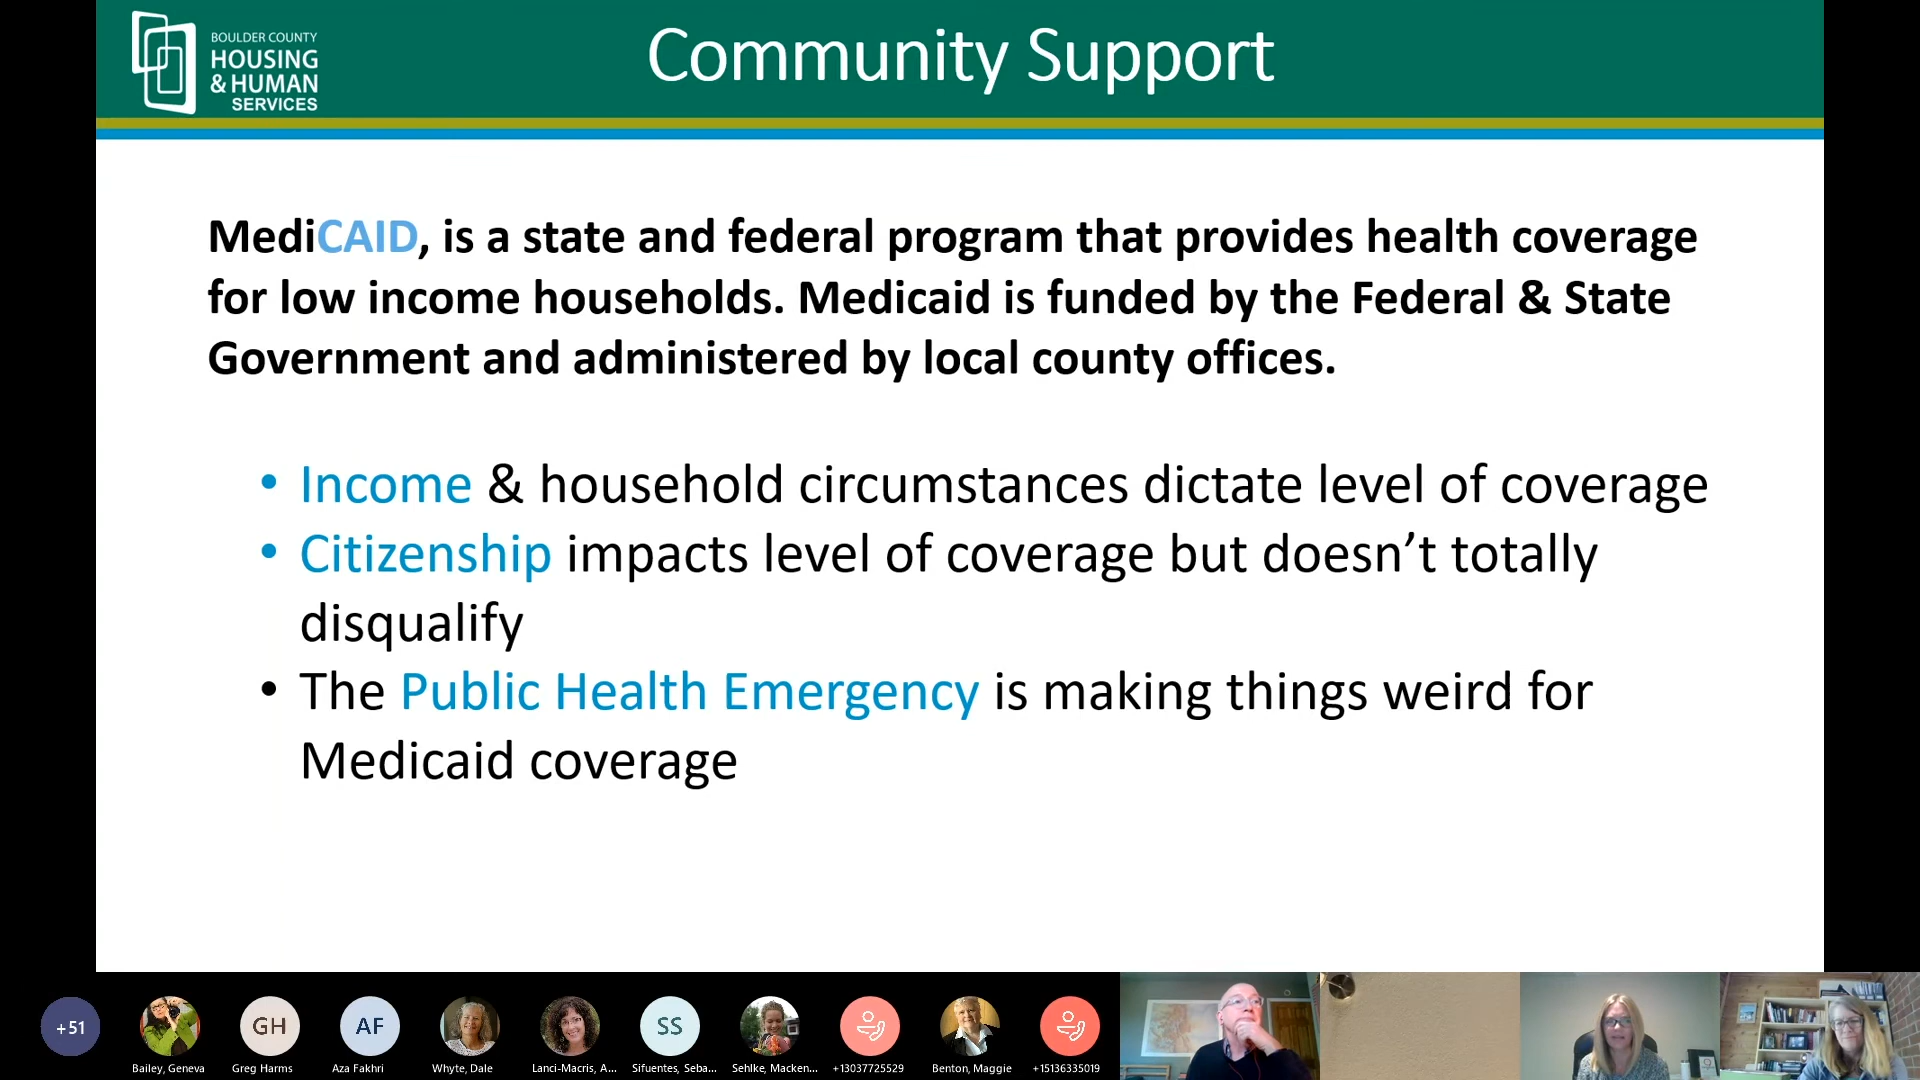 BOULDER COUNTY
HOUSING
& HUMAN
SERVICES
Community Support
MediCAID, is a state and federal program that provides health coverage
for low income households. Medicaid is funded by the Federal & State
Government and administered by local county offices.
• Income & household circumstances dictate level of coverage
• Citizenship impacts level of coverage but doesn’t totally
disqualify
• The Public Health Emergency is making things weird for
Medicaid coverage
+51
GH
AF
SS
Bailey, Geneva
Greg Harms
Aza Fakhri
Whyte, Dale
Lanci-Macris, A...
Sifuentes, Seba...
Sehlke, Macken...
+13037725529
Benton, Maggie
+15136335019